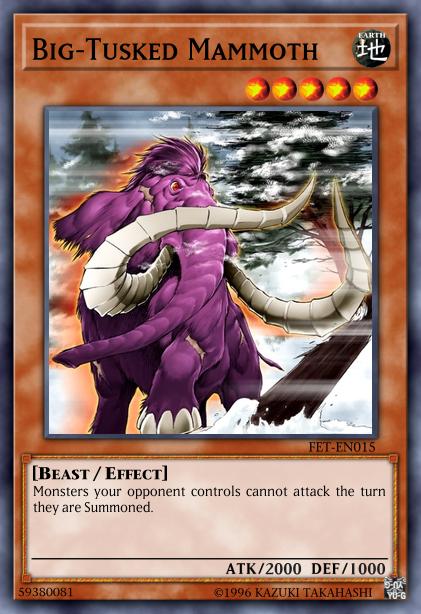 BIG-TUSKED MAMMOTH
EARTH
地
FET-EN015
[BEAST / EFFECT]
Monsters your opponent controls cannot attack the turn
they are Summoned.
ATK/2000 DEF/1000
59380081
©1996 KAZUKI TAKAHASHI